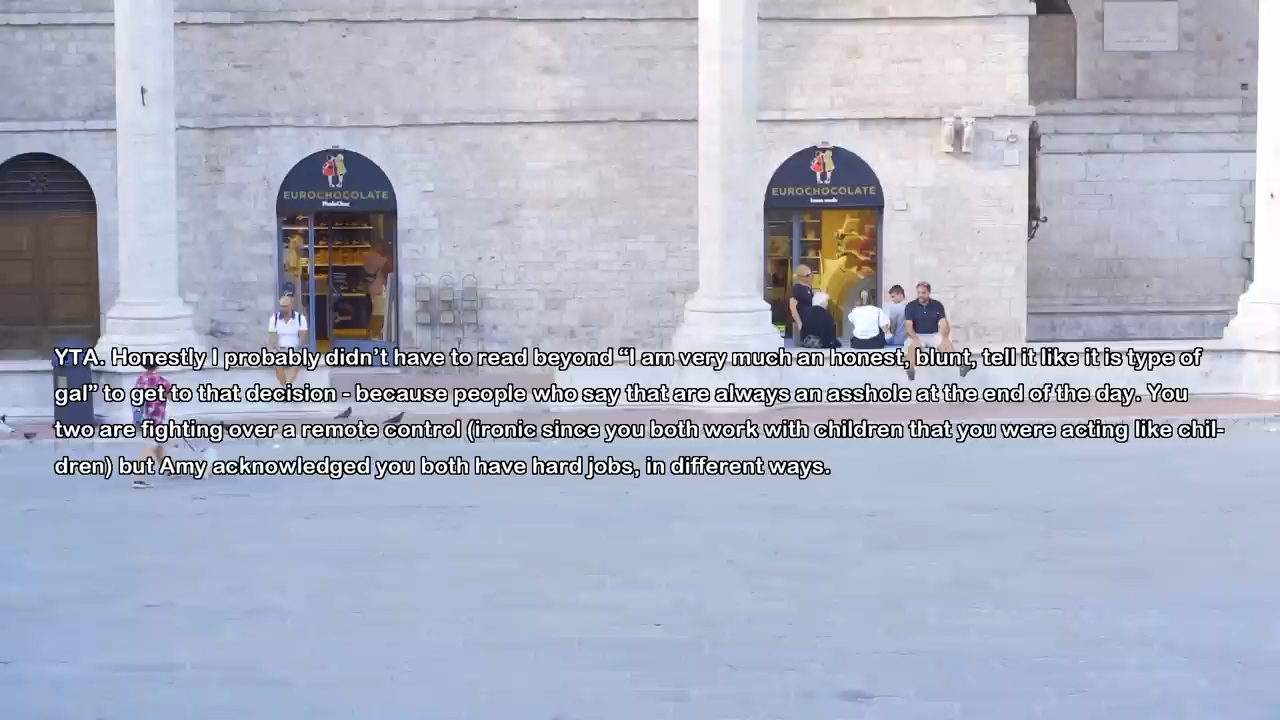 EUROCHOCOLATE
EUROCHOCOLATE
YTA. Honestly I probably didn’t have to read beyond “I am very much an honest, blunt, tell it like it is type of
gal” to get to that decision - because people who say that are always an asshole at the end of the day. You
two are fighting over a remote control (ironic since you both work with children that you were acting like chil-
dren) but Amy acknowledged you both have hard jobs, in different ways.